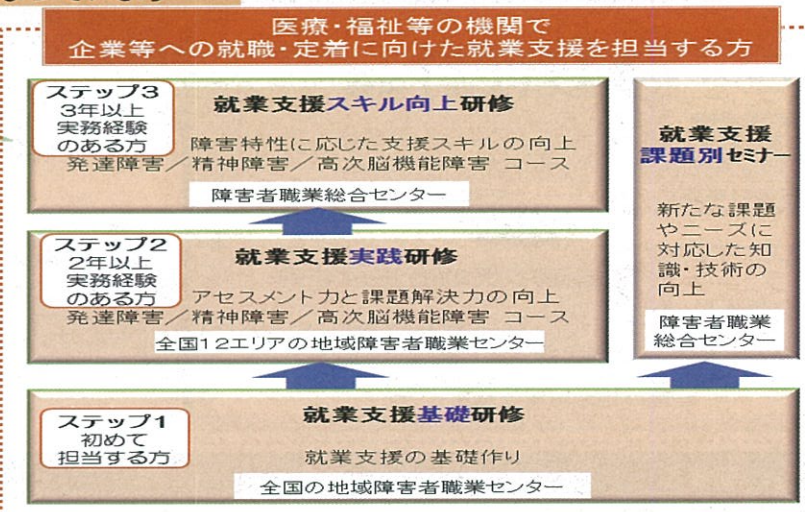 医療・福祉等の機関で
企業等への就職・定着に向けた就業支援を担当する方
ステップ3
3年以上
実務経験
のある方
就業支援スキル向上研修
障害特性に応じた支援スキルの向上
発達障害／精神障害／高次脳機能障害 コース
障害者職業総合センター
ステップ2
2年以上
実務経験
のある方
就業支援実践研修
アセスメント力と課題解決力の向上
発達障害／精神障害／高次脳機能障害 コース
全国12エリアの地域障害者職業センター
ステップ1
初めて
担当する方
就業支援基礎研修
就業支援の基礎作り
全国の地域障害者職業センター
就業支援
課題別セミナー
新たな課題
やニーズに
対応した知
識・技術の
向上
障害者職業
総合センター